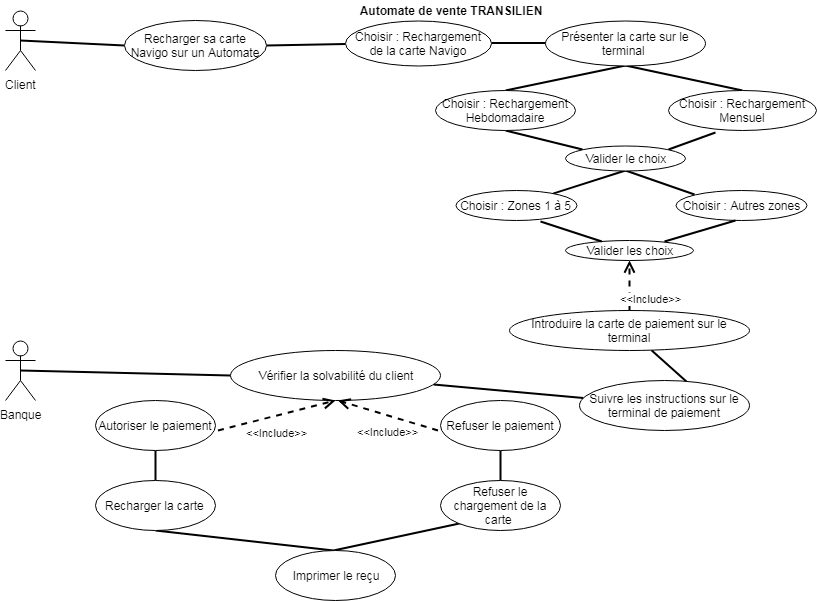 Automate de vente TRANSILIEN
Client
Recharger sa carte
Navigo sur un Automate
Choisir : Rechargement
de la carte Navigo
Présenter la carte sur le
terminal
Choisir : Rechargement
Hebdomadaire
Choisir : Rechargement
Mensuel
Valider le choix
Choisir : Zones 1 à 5
Choisir : Autres zones
Valider les choix
<<Include>>
Introduire la carte de paiement sur le
terminal
Suivre les instructions sur le
terminal de paiement
Banque
Vérifier la solvabilité du client
Autoriser le paiement
<<Include>>
<<Include>>
Refuser le paiement
Recharger la carte
Refuser le
chargement de la
carte
Imprimer le reçu